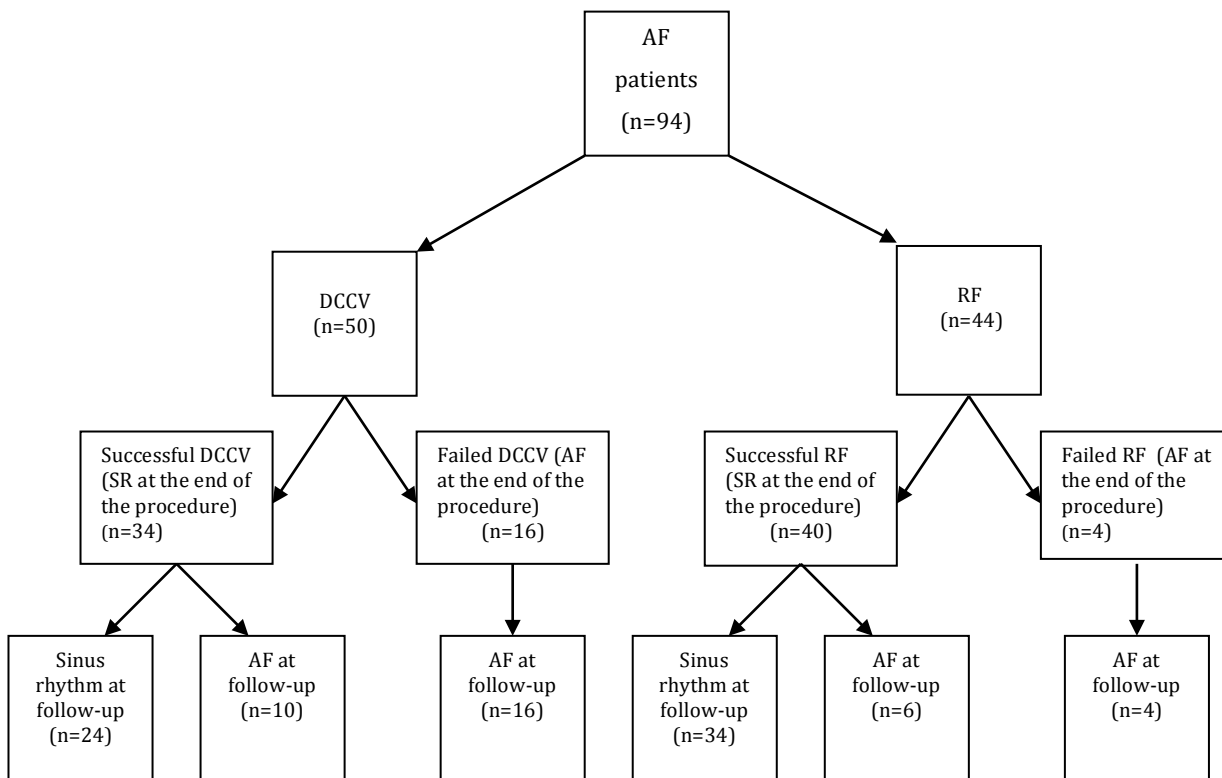 AF
patients
(n=94)
DCCV
(n=50)
RF
(n=44)
Successful DCCV
(SR at the end of
the procedure)
(n=34)
Failed DCCV (AF
at the end of the
procedure)
(n=16)
Successful RF
(SR at the end of
the procedure)
(n=40)
Failed RF (AF at
the end of the
procedure)
(n=4)
Sinus
rhythm at
follow-up
(n=24)
AF at
follow-up
(n=10)
AF at
follow-up
(n=16)
Sinus
rhythm at
follow-up
(n=34)
AF at
follow-up
(n=6)
AF at
follow-up
(n=4)